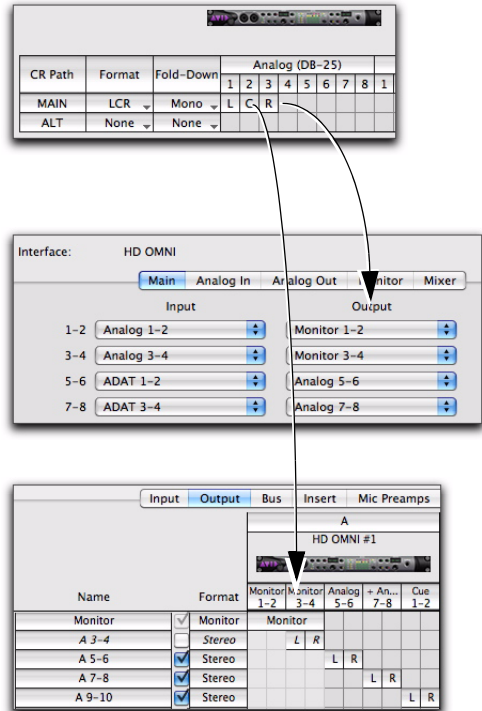 AVID
Analog (DB-25)
CR Path Format Fold-Down 1 2 3 4 5 6 7 8 1
MAIN LCR Mono L C R
ALT None None
Interface: HD OMNI
Main Analog In Analog Out Monitor Mixer
Input Output
1-2 Analog 1-2 Monitor 1-2
3-4 Analog 3-4 Monitor 3-4
5-6 ADAT 1-2 Analog 5-6
7-8 ADAT 3-4 Analog 7-8
Input Output Bus Insert Mic Preamps
A
HD OMNI #1
AVID
Name Format Monitor 1-2 Monitor 3-4 Analog 5-6 + An... 7-8 Cue 1-2
Monitor Monitor Monitor
A 3-4 Stereo L R
A 5-6 Stereo L R
A 7-8 Stereo L R
A 9-10 Stereo L R